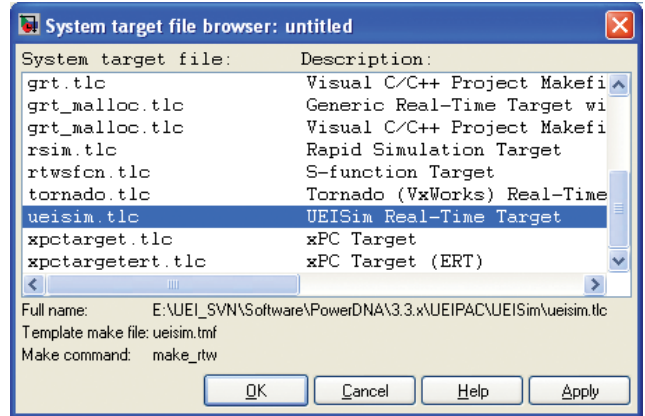 System target file browser: untitled
System target file: Description:
grt.tlc Visual C/C++ Project Makefi
grt_malloc.tlc Generic Real-Time Target wi
grt_malloc.tlc Visual C/C++ Project Makefi
rsim.tlc Rapid Simulation Target
rtwsfcn.tlc S-function Target
tornado.tlc Tornado (VxWorks) Real-Time
ueisim.tlc UEISim Real-Time Target
xpctarget.tlc xPC Target
xpctargetert.tlc xPC Target (ERT)
Full name: E:\UEI_SVN\Software\PowerDNA\3.3.x\UEIPAC\UEISim\ueisim.tlc
Template make file: ueisim.tmf
Make command: make_rtw
OK Cancel Help Apply